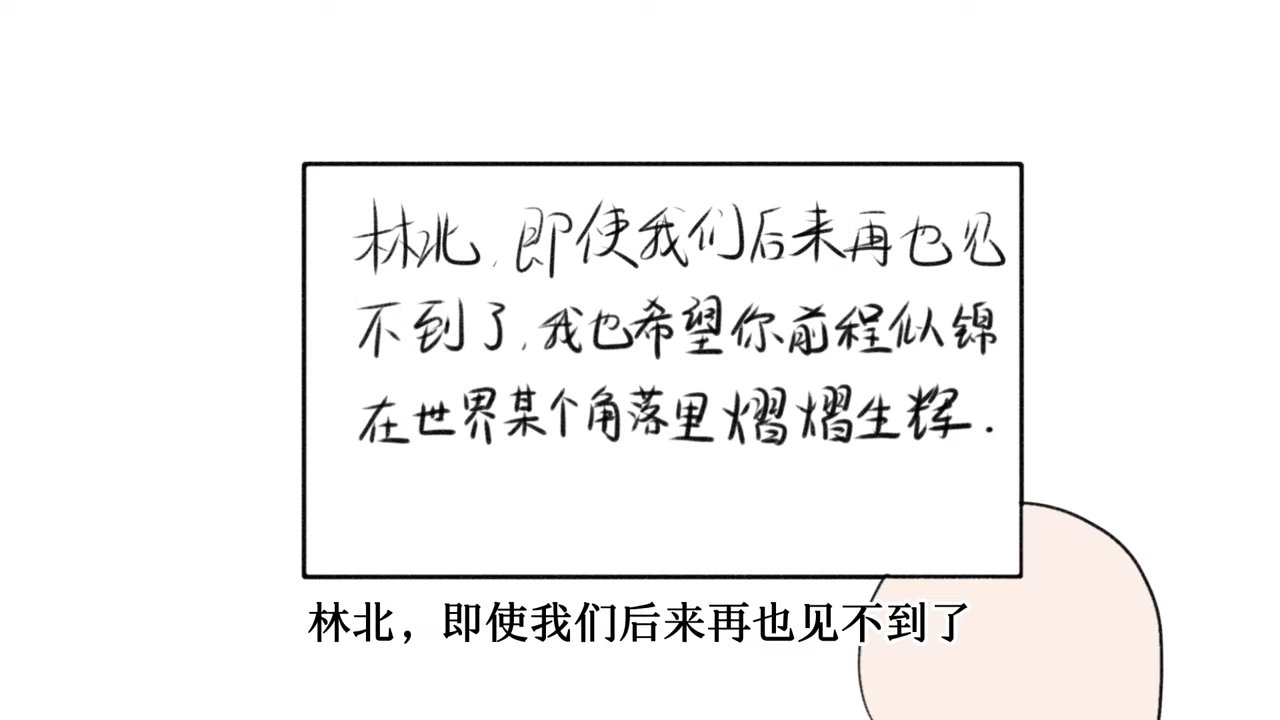 林北,即使我们后来再也见
不到了,我也希望你前程似锦
在世界某个角落里熠熠生辉.
林北，即使我们后来再也见不到了